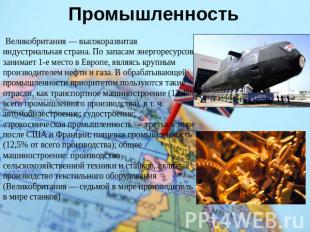 Промышленность
Великобритания — высокоразвитая
индустриальная страна. По запасам энергоресурсов
занимает 1-е место в Европе, являясь крупным
производителем нефти и газа. В обрабатывающей
промышленности приоритетом пользуются такие
отрасли, как транспортное машиностроение
всего промышленного производства), в т. ч.
автомобилестроение; судостроение;
аэрокосмическая промышленность — третья в мире
после США и Франции; пищевая промышленность
(12,5% от всего производства); общее
машиностроение: производство
сельскохозяйственной техники и станков, включая
производство текстильного оборудования
(Великобритания — седьмой в мире производитель
в мире станков)
PPT4WEB.ru